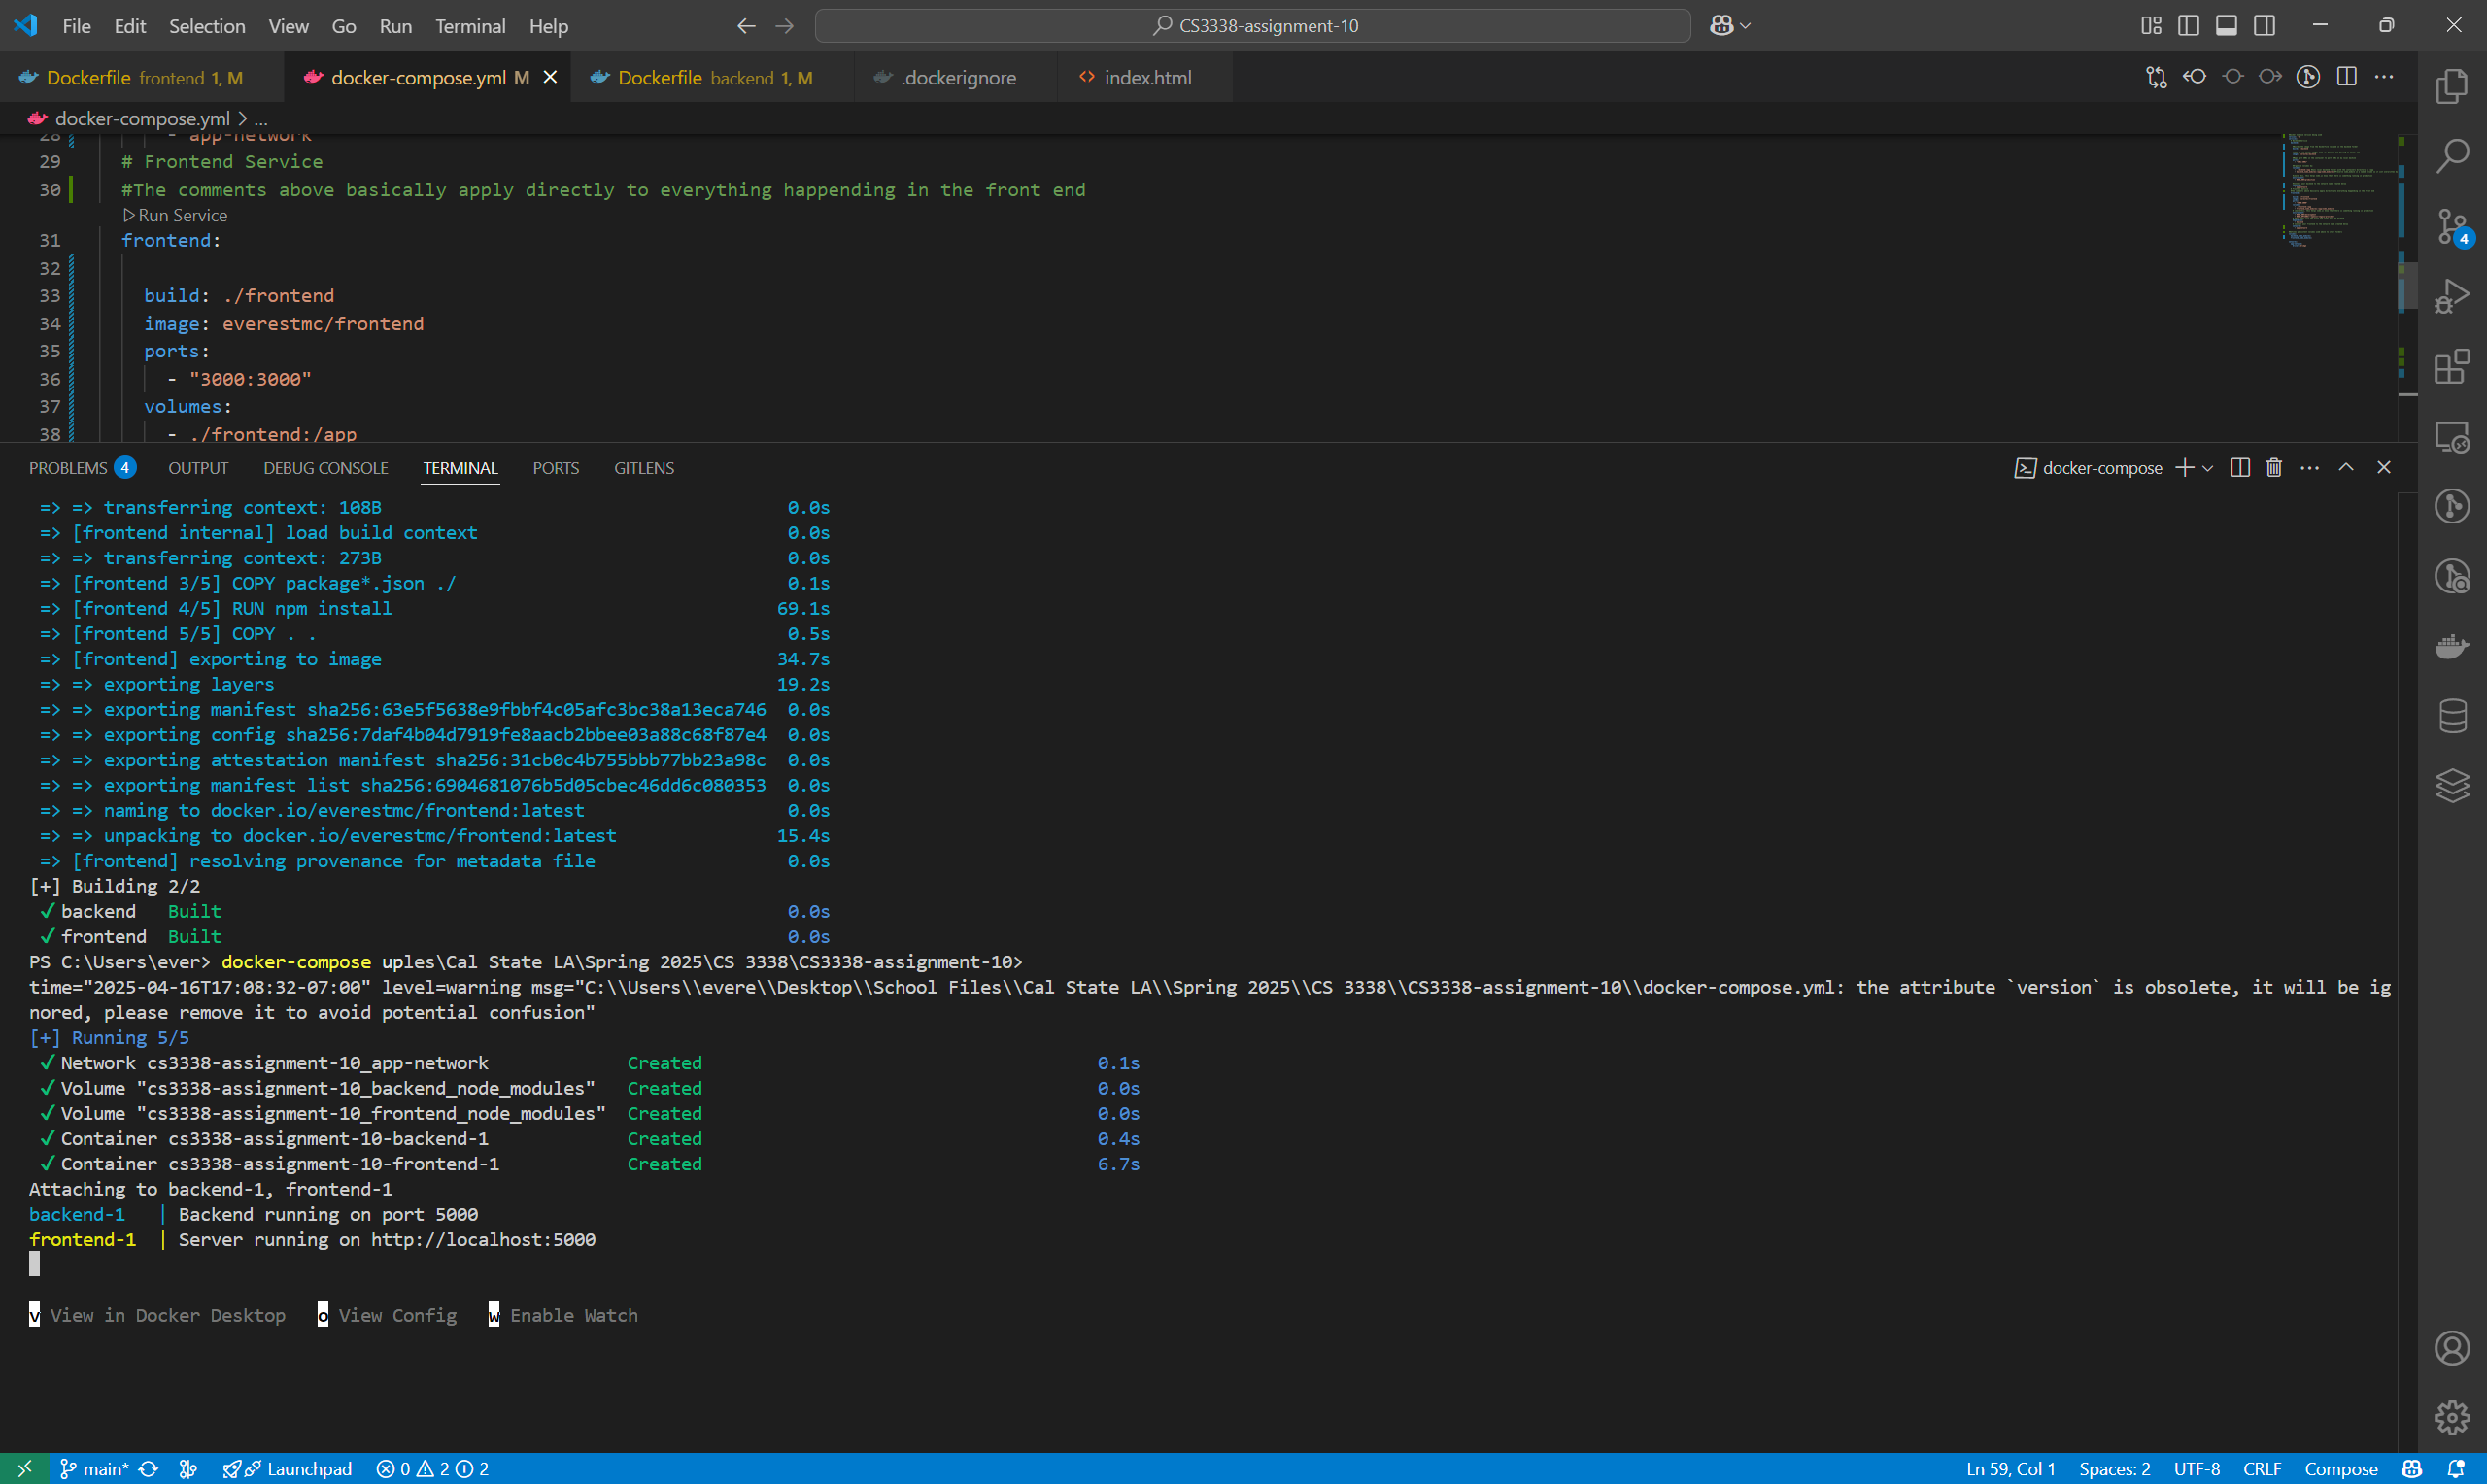 File Edit Selection View Go Run Terminal Help CS3338-assignment-10
Dockerfile frontend 1, M docker-compose.yml M Dockerfile backend 1, M .dockerignore index.html
docker-compose.yml > ...
28 - app-network
29 # Frontend Service
30 #The comments above basically apply directly to everything happending in the front end
Run Service
31 frontend:
32
33 build: ./frontend
34 image: everestmc/frontend
35 ports:
36 - "3000:3000"
37 volumes:
38 - ./frontend:/app
PROBLEMS 4 OUTPUT DEBUG CONSOLE TERMINAL PORTS GITLENS docker-compose
=> => transferring context: 108B 0.0s
=> [frontend internal] load build context 0.0s
=> => transferring context: 273B 0.0s
=> [frontend 3/5] COPY package*.json ./ 0.1s
=> [frontend 4/5] RUN npm install 69.1s
=> [frontend 5/5] COPY . . 0.5s
=> [frontend] exporting to image 34.7s
=> => exporting layers 19.2s
=> => exporting manifest sha256:63e5f5638e9fbbf4c05afc3bc38a13eca746 0.0s
=> => exporting config sha256:7daf4b04d7919fe8aacb2bbee03a88c68f87e4 0.0s
=> => exporting attestation manifest sha256:31cb0c4b755bbb77bb23a98c 0.0s
=> => exporting manifest list sha256:6904681076b5d05cbec46dd6c080353 0.0s
=> => naming to docker.io/everestmc/frontend:latest 0.0s
=> => unpacking to docker.io/everestmc/frontend:latest 15.4s
=> [frontend] resolving provenance for metadata file 0.0s
[+] Building 2/2
✓ backend Built 0.0s
✓ frontend Built 0.0s
PS C:\Users\ever> docker-compose uples\Cal State LA\Spring 2025\CS 3338\CS3338-assignment-10>
time="2025-04-16T17:08:32-07:00" level=warning msg="C:\\Users\\evere\\Desktop\\School Files\\Cal State LA\\Spring 2025\\CS 3338\\CS3338-assignment-10\\docker-compose.yml: the attribute `version` is obsolete, it will be ig
nored, please remove it to avoid potential confusion"
[+] Running 5/5
✓ Network cs3338-assignment-10_app-network Created 0.1s
✓ Volume "cs3338-assignment-10_backend_node_modules" Created 0.0s
✓ Volume "cs3338-assignment-10_frontend_node_modules" Created 0.0s
✓ Container cs3338-assignment-10-backend-1 Created 0.4s
✓ Container cs3338-assignment-10-frontend-1 Created 6.7s
Attaching to backend-1, frontend-1
backend-1 | Backend running on port 5000
frontend-1 | Server running on http://localhost:5000
v View in Docker Desktop o View Config w Enable Watch
4
main* Launchpad 0 2 2 Ln 59, Col 1 Spaces: 2 UTF-8 CRLF Compose